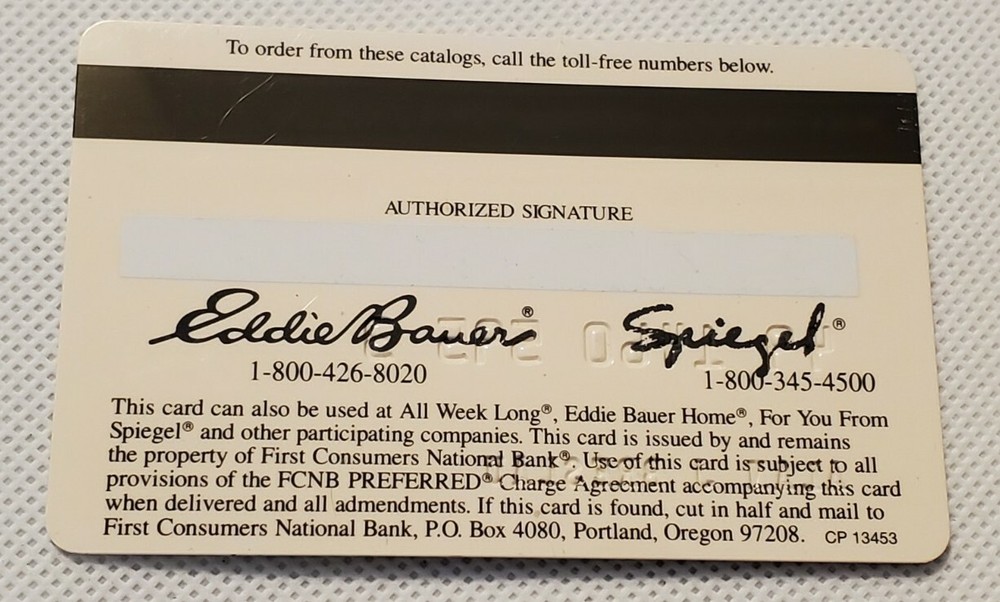 To order from these catalogs, call the toll-free numbers below.
AUTHORIZED SIGNATURE
Eddie Bauer® Spiegel®
1-800-426-8020 1-800-345-4500
This card can also be used at All Week Long®, Eddie Bauer Home®, For You From
Spiegel® and other participating companies. This card is issued by and remains
the property of First Consumers National Bank®. Use of this card is subject to all
provisions of the FCNB PREFERRED® Charge Agreement accompanying this card
when delivered and all admendments. If this card is found, cut in half and mail to
First Consumers National Bank, P.O. Box 4080, Portland, Oregon 97208. CP 13453